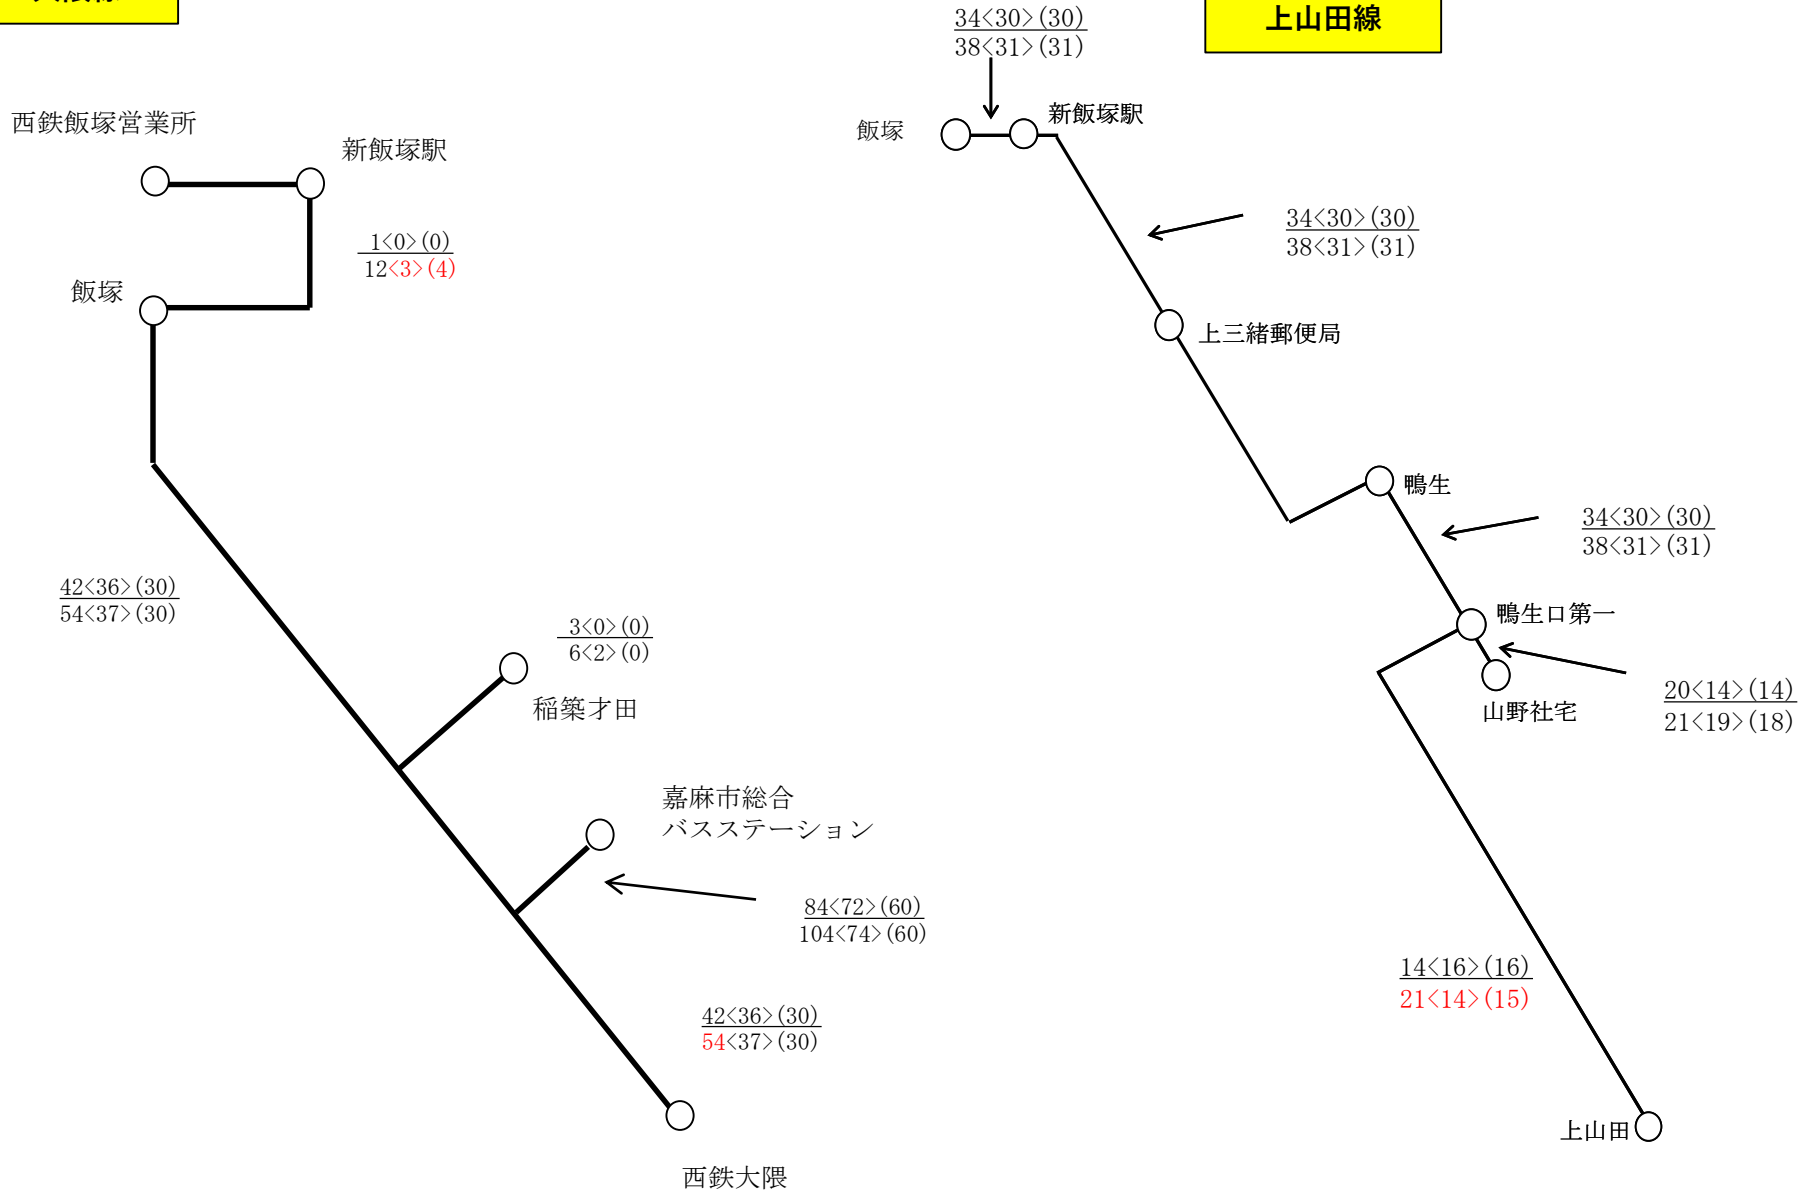 西鉄飯塚営業所
新飯塚駅
1<0>(0)
12<3>(4)
飯塚
42<36>(30)
54<37>(30)
3<0>(0)
6<2>(0)
稲築才田
嘉麻市総合
バスステーション
84<72>(60)
104<74>(60)
42<36>(30)
54<37>(30)
西鉄大隈
上山田線
34<30>(30)
38<31>(31)
飯塚
新飯塚駅
34<30>(30)
38<31>(31)
上三緒郵便局
鴨生
34<30>(30)
38<31>(31)
鴨生口第一
20<14>(14)
21<19>(18)
山野社宅
14<16>(16)
21<14>(15)
上山田